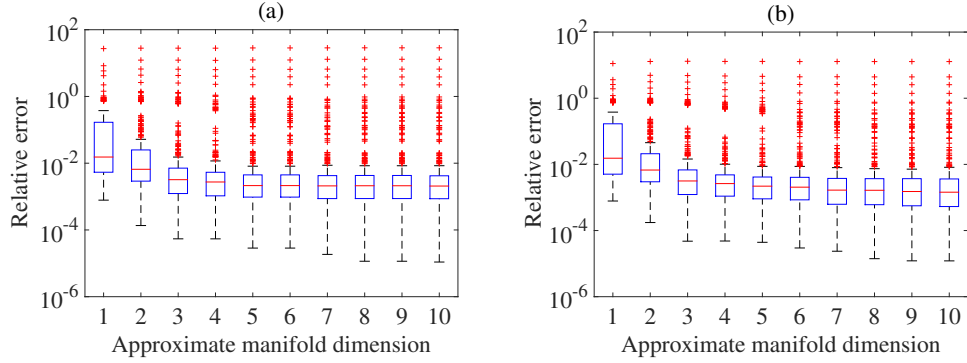 (a)
10^2
10^0
10^-2
10^-4
10^-6
Relative error
1 2 3 4 5 6 7 8 9 10
Approximate manifold dimension
(b)
10^2
10^0
10^-2
10^-4
10^-6
Relative error
1 2 3 4 5 6 7 8 9 10
Approximate manifold dimension